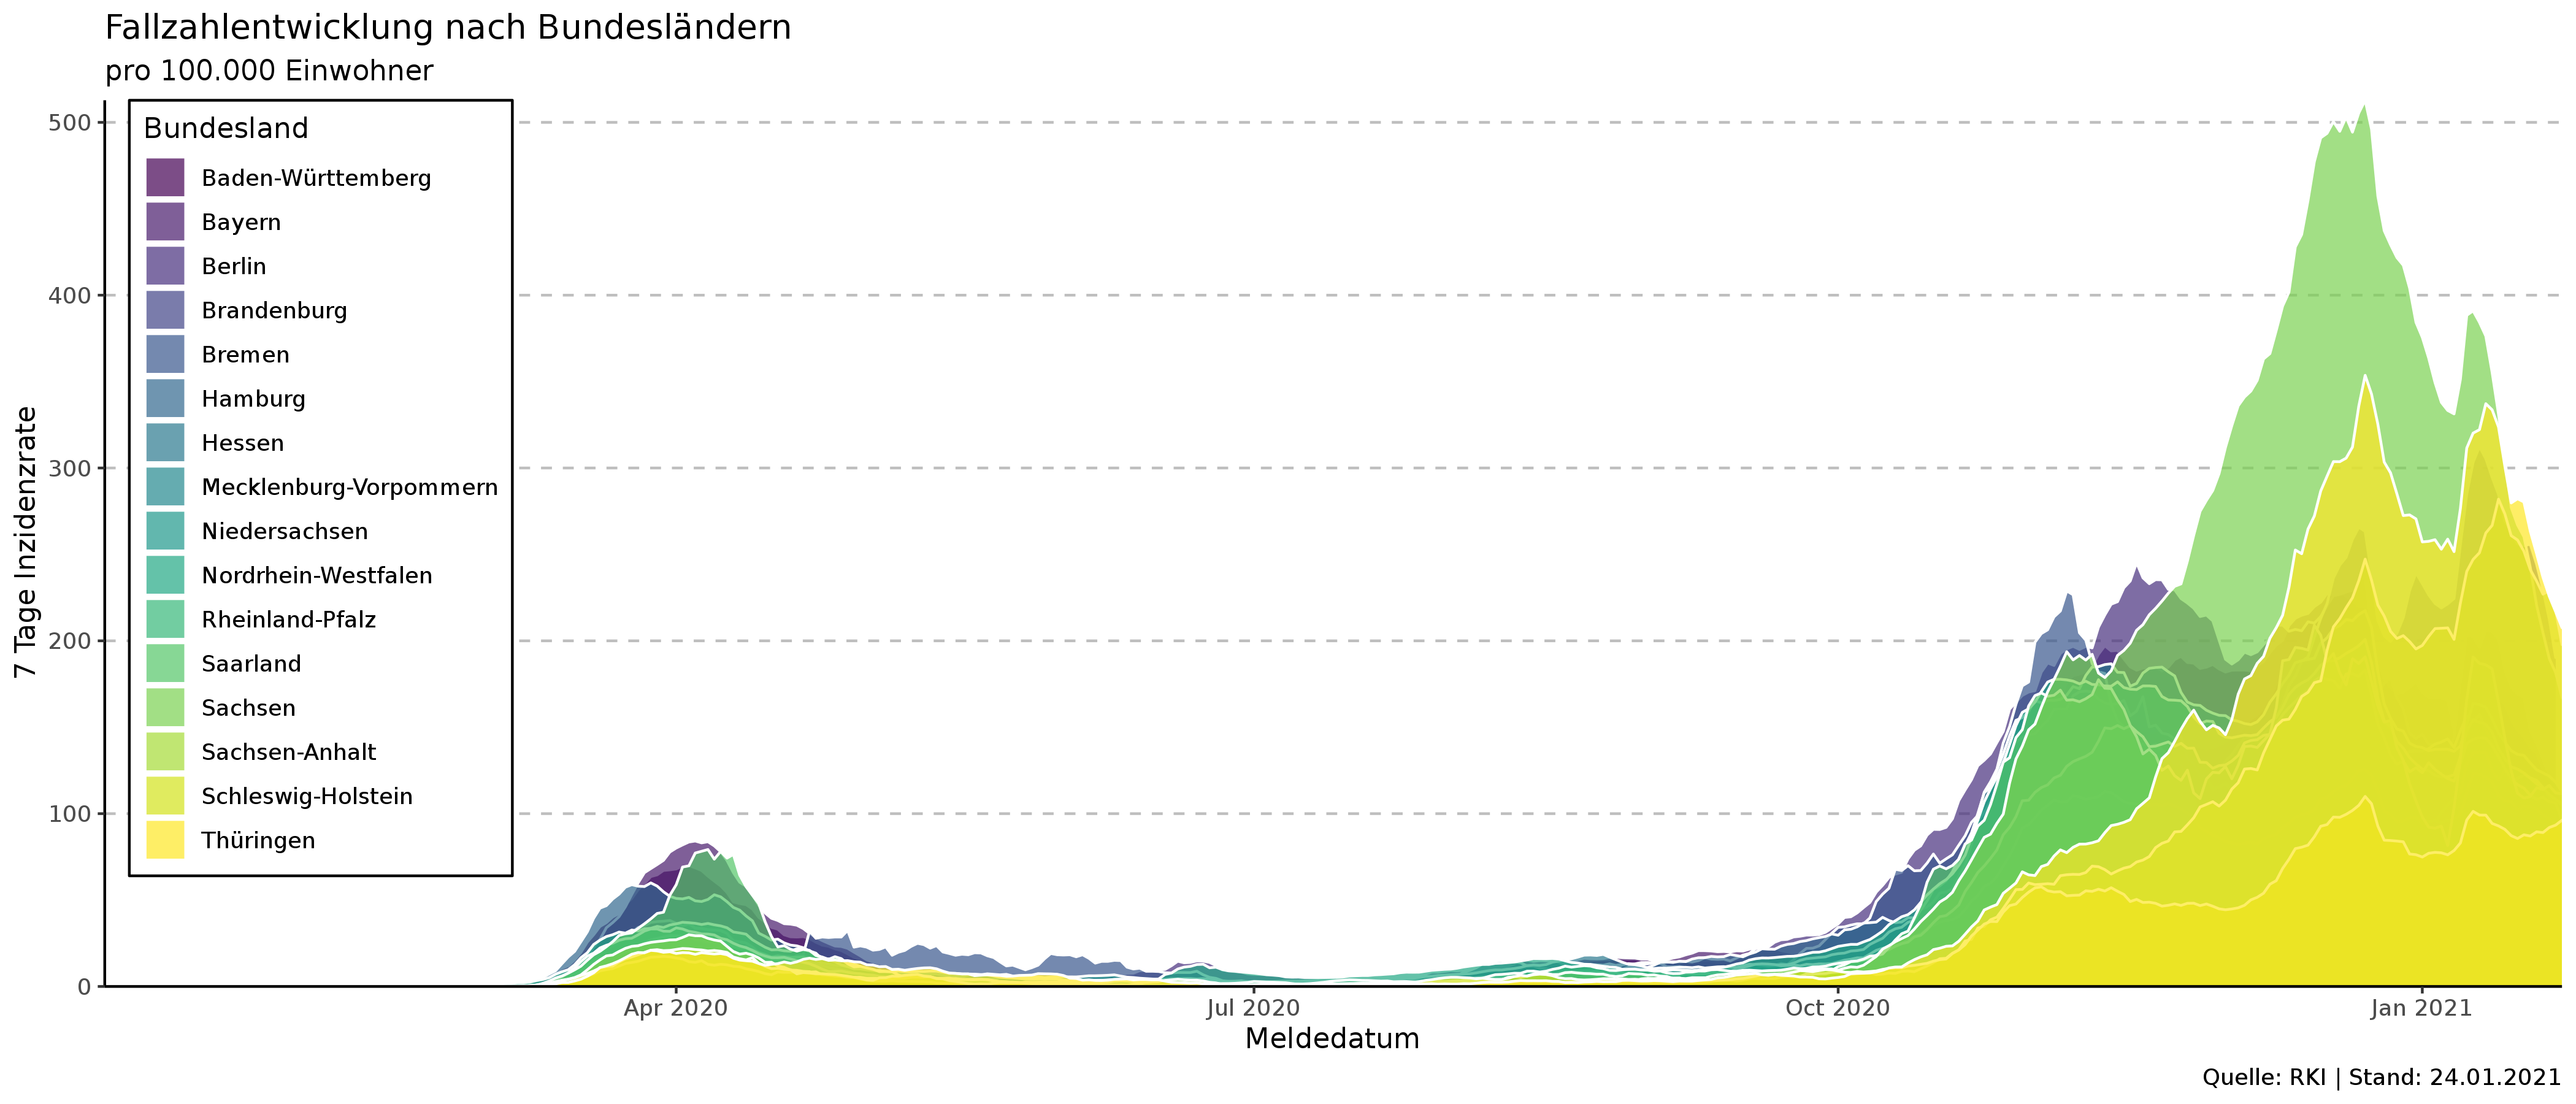 Fallzahlentwicklung nach Bundesländern
pro 100.000 Einwohner
Bundesland
Baden-Württemberg
Bayern
Berlin
Brandenburg
Bremen
Hamburg
Hessen
Mecklenburg-Vorpommern
Niedersachsen
Nordrhein-Westfalen
Rheinland-Pfalz
Saarland
Sachsen
Sachsen-Anhalt
Schleswig-Holstein
Thüringen
7 Tage Inzidenzrate
500
400
300
200
100
0
Apr 2020
Jul 2020
Oct 2020
Jan 2021
Meldedatum
Quelle: RKI | Stand: 24.01.2021